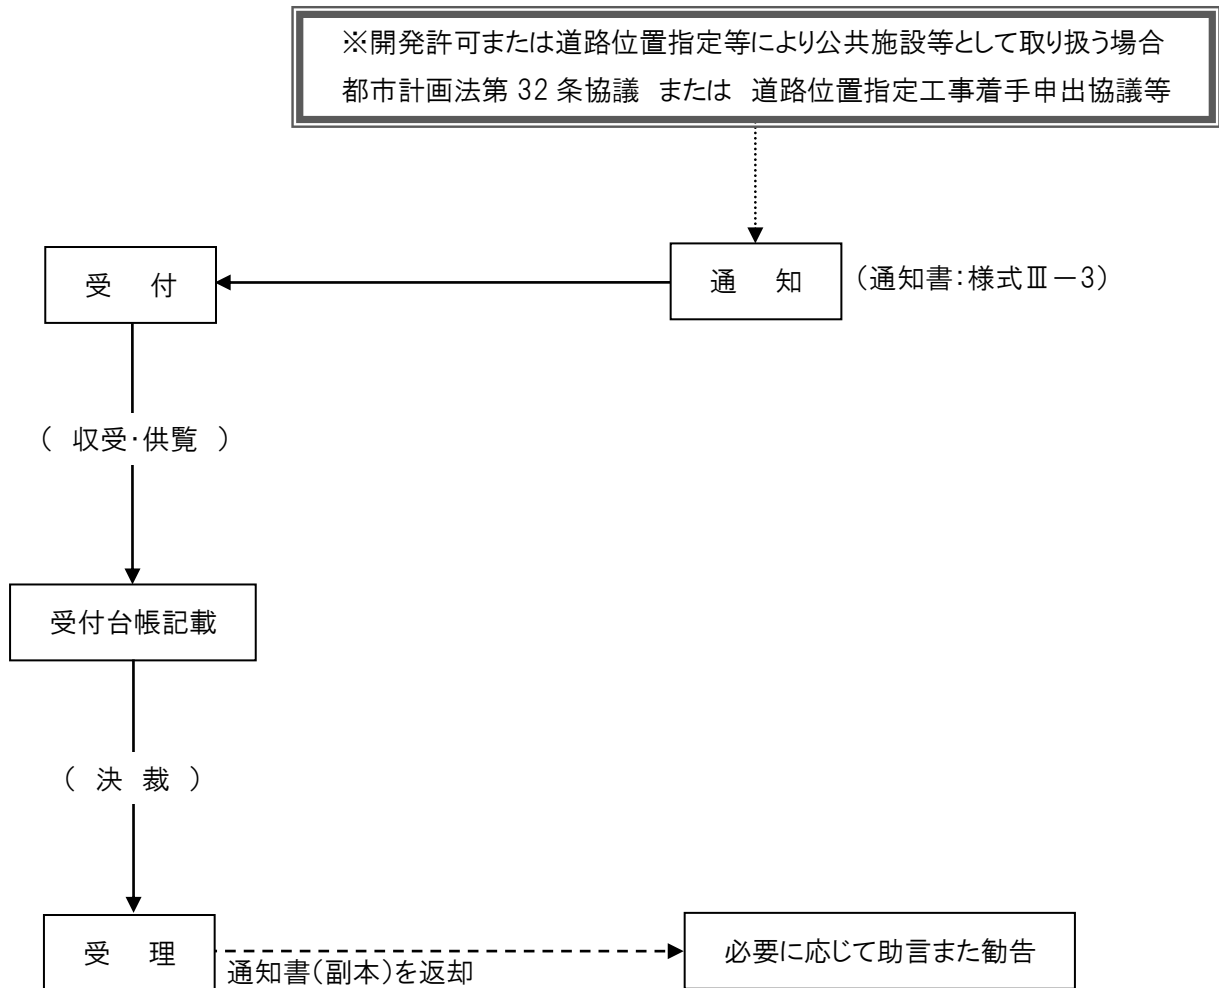 ※開発許可または道路位置指定等により公共施設等として取り扱う場合
都市計画法第 32 条協議 または 道路位置指定工事着手申出協議等
受 付
通 知
(通知書:様式Ⅲ-3)
( 収受・供覧 )
受付台帳記載
( 決 裁 )
受 理
通知書(副本)を返却
必要に応じて助言また勧告